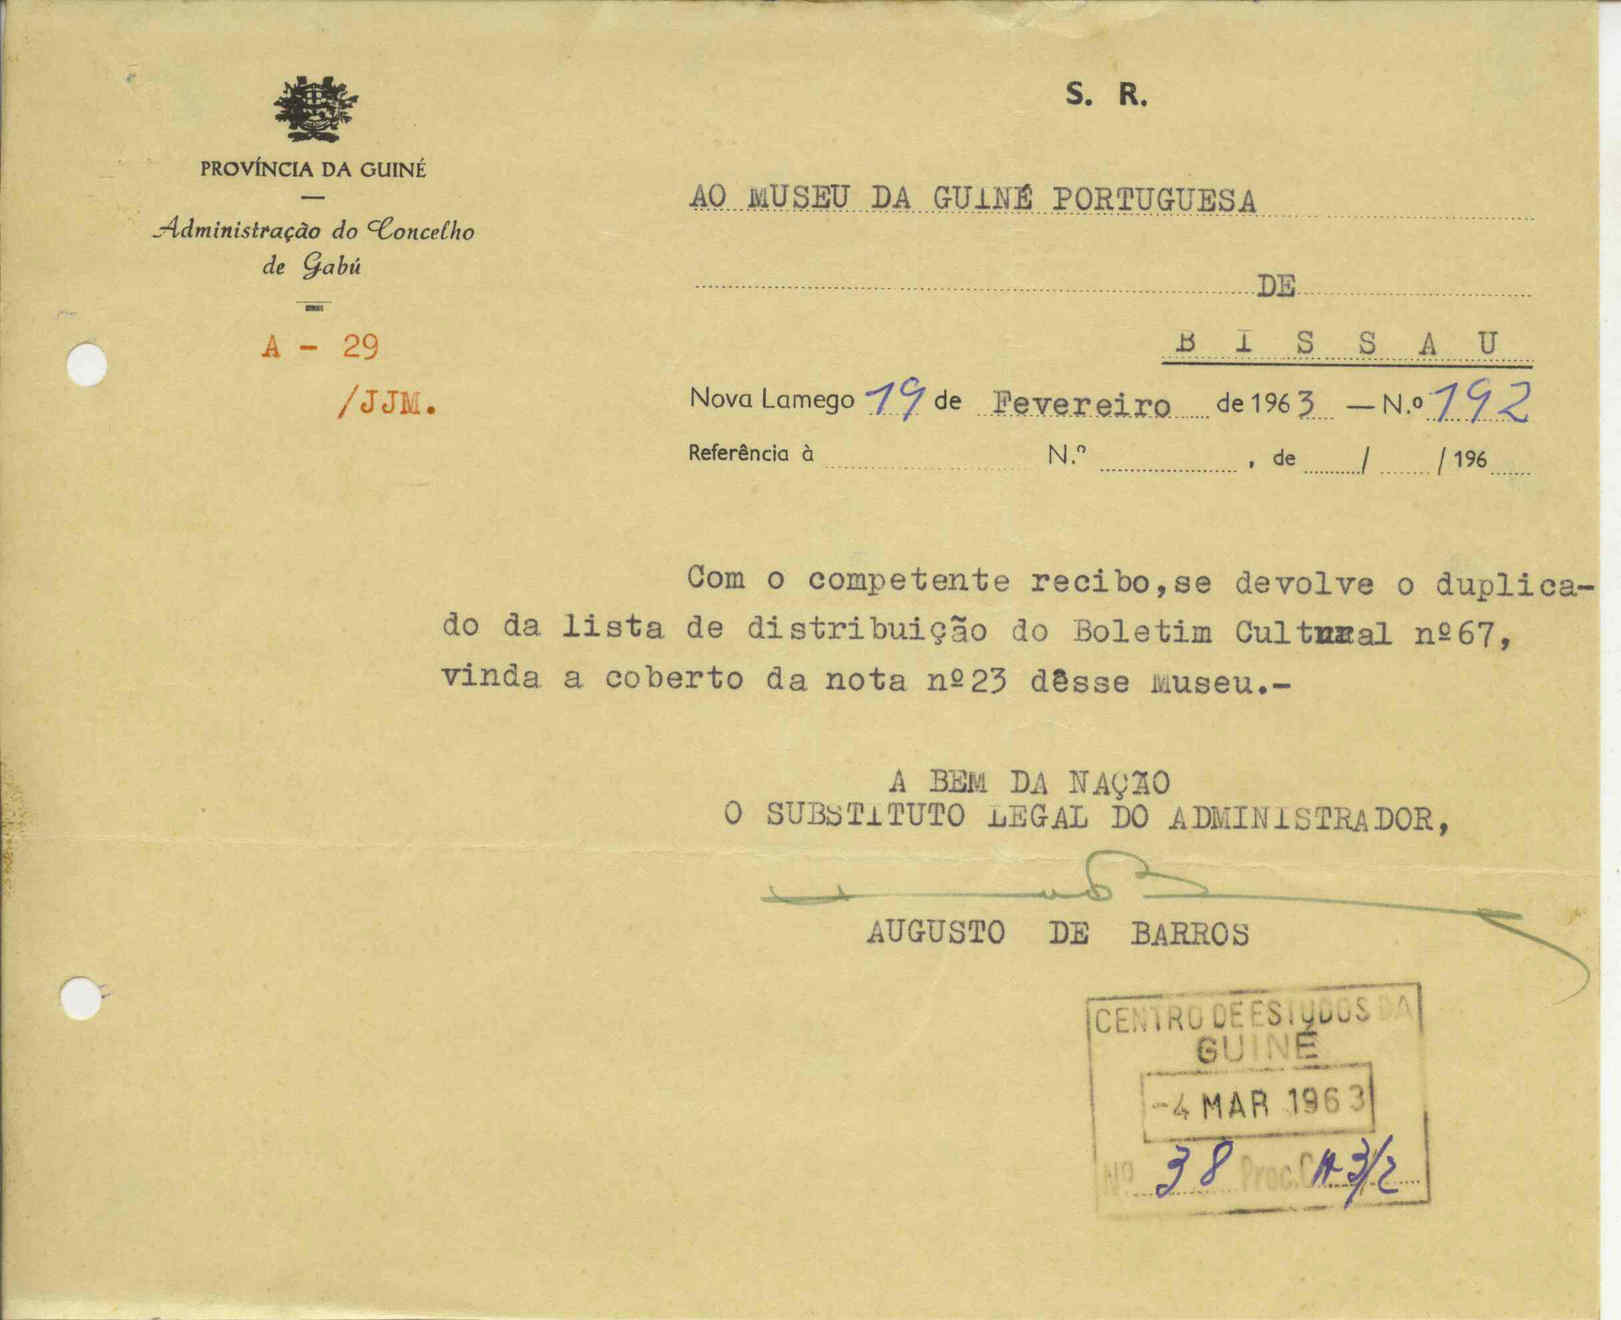 S. R.
PROVÍNCIA DA GUINÉ
Administração do Concelho
de Gabú
A - 29
/JJM.
AO MUSEU DA GUINÉ PORTUGUESA
DE
B I S S A U
Nova Lamego 19 de Fevereiro de 1963 — N.º 192
Referência à N.º , de / / 196
Com o competente recibo, se devolve o duplica-
do da lista de distribuição do Boletim Cultural nº67,
vinda a coberto da nota nº23 dêsse Museu.-
A BEM DA NAÇÃO
O SUBSTITUTO LEGAL DO ADMINISTRADOR,
AUGUSTO DE BARROS
CENTRO DE ESTUDOS DA
GUINÉ
-4 MAR 1963
Nº 38 Proc. 3/2